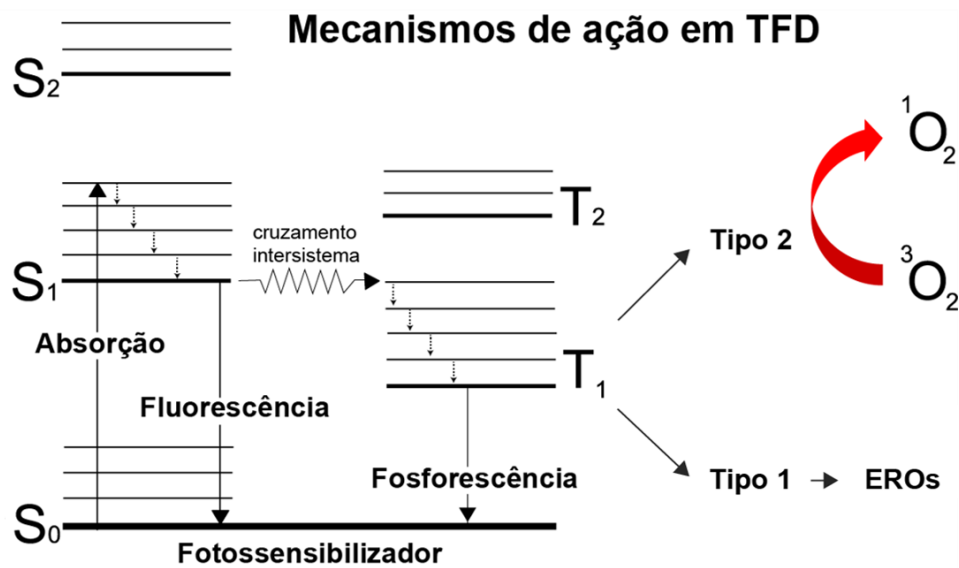 Mecanismos de ação em TFD
S2
S1
Absorção
Fluorescência
S0
Fotossensibilizador
cruzamento
intersistema
T2
T1
Fosforescência
Tipo 2
1O2
3O2
Tipo 1
EROs